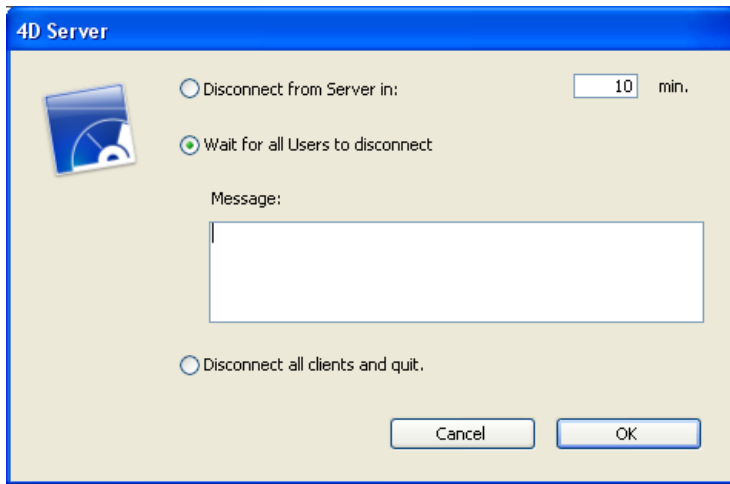 4D Server
Disconnect from Server in: 10 min.
Wait for all Users to disconnect
Message:
Disconnect all clients and quit.
Cancel OK